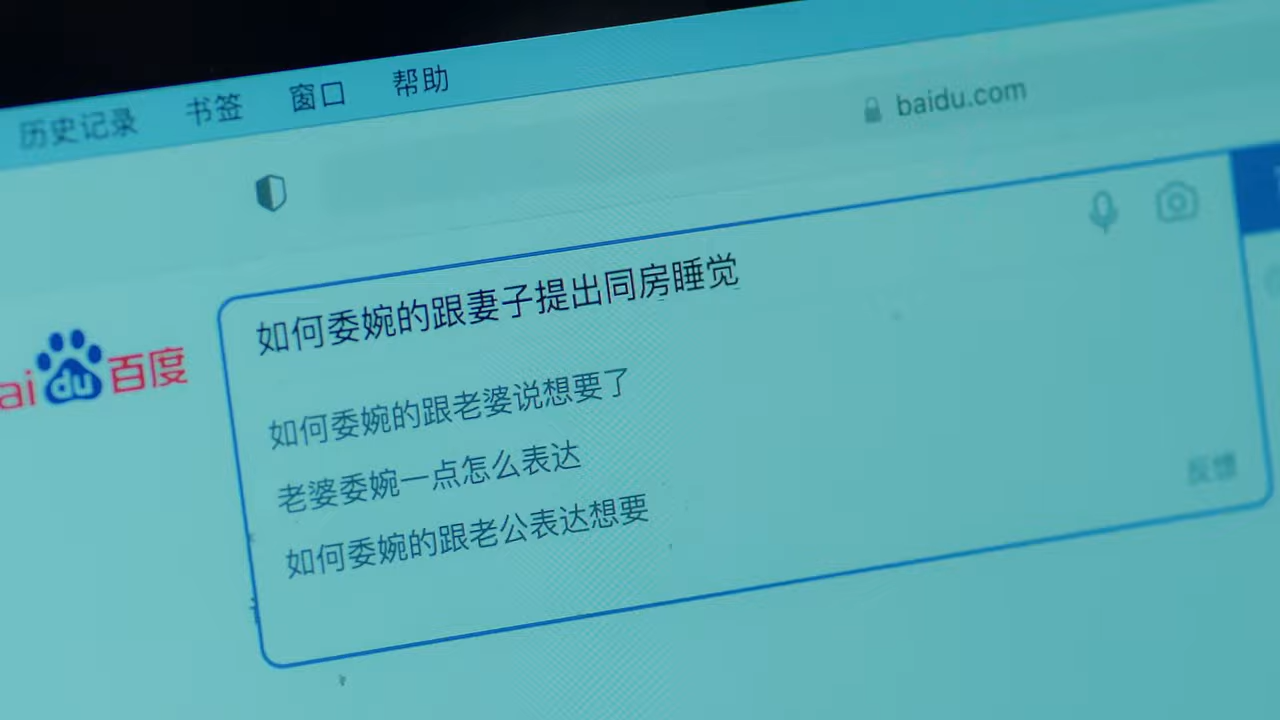 历史记录 书签 窗口 帮助
baidu.com
ai du 百度
如何委婉的跟妻子提出同房睡觉
如何委婉的跟老婆说想要了
老婆委婉一点怎么表达
如何委婉的跟老公表达想要
反馈